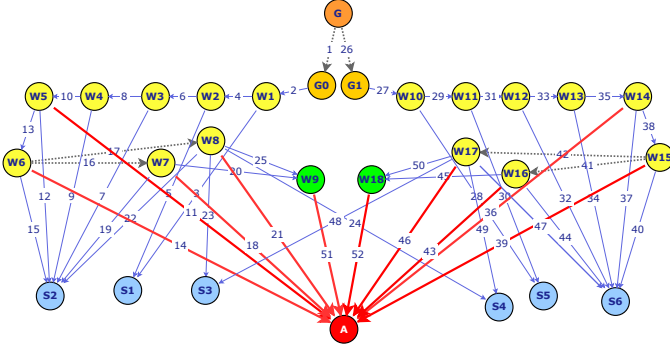 G
1 26
G0 G1
2 27
W5 10 W4 8 W3 6 W2 4 W1
W10 29 W11 31 W12 33 W13 35 W14
13 38
W6 16 17 W7 W8 25 20 W9
W18 50 45 W17 W16 42 41 W15
12 9 7 5 3
28 30 32 34 37
15 19 22 11 23 48 24 36 47 44 40
14 18 21 46 43 49 39
51 52
S2 S1 S3 S4 S5 S6
A